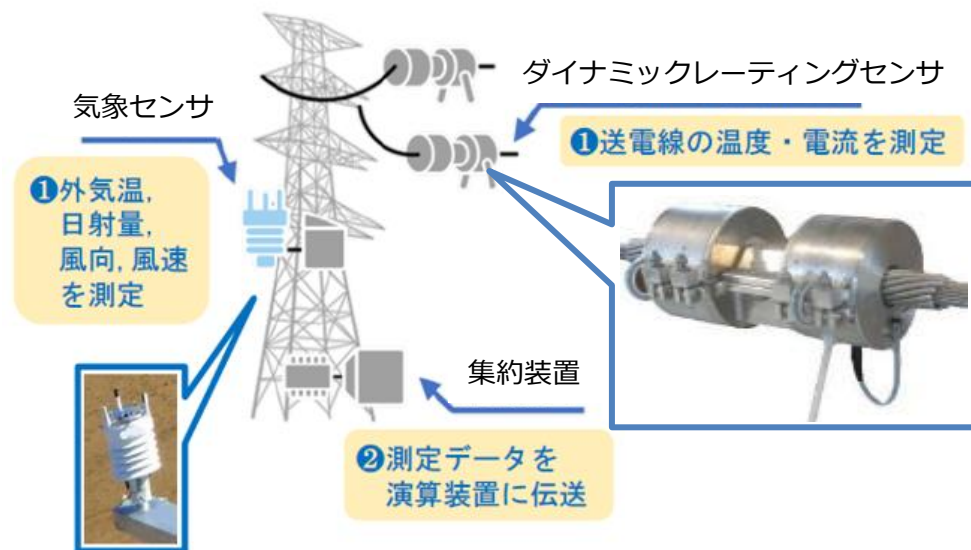 ダイナミックレーティングセンサ
気象センサ
❶送電線の温度・電流を測定
❶外気温,
日射量,
風向, 風速
を測定
集約装置
❷測定データを
演算装置に伝送